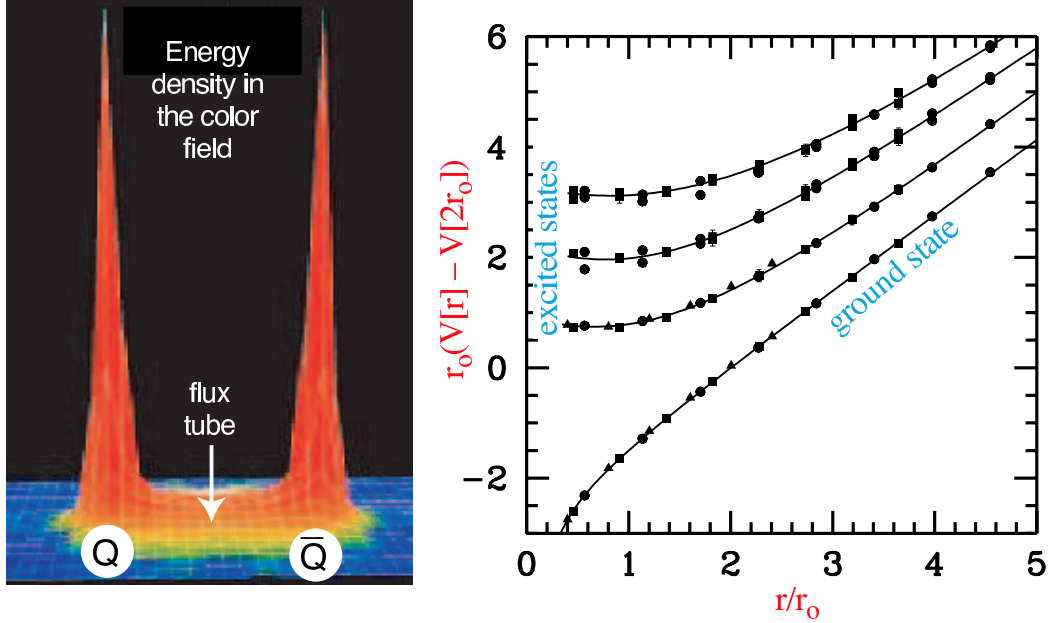 Energy
density in
the color
field
flux
tube
Q
Q̅
r₀(V[r] − V[2r₀])
6
4
2
0
−2
excited states
ground state
0
1
2
3
4
5
r/r₀